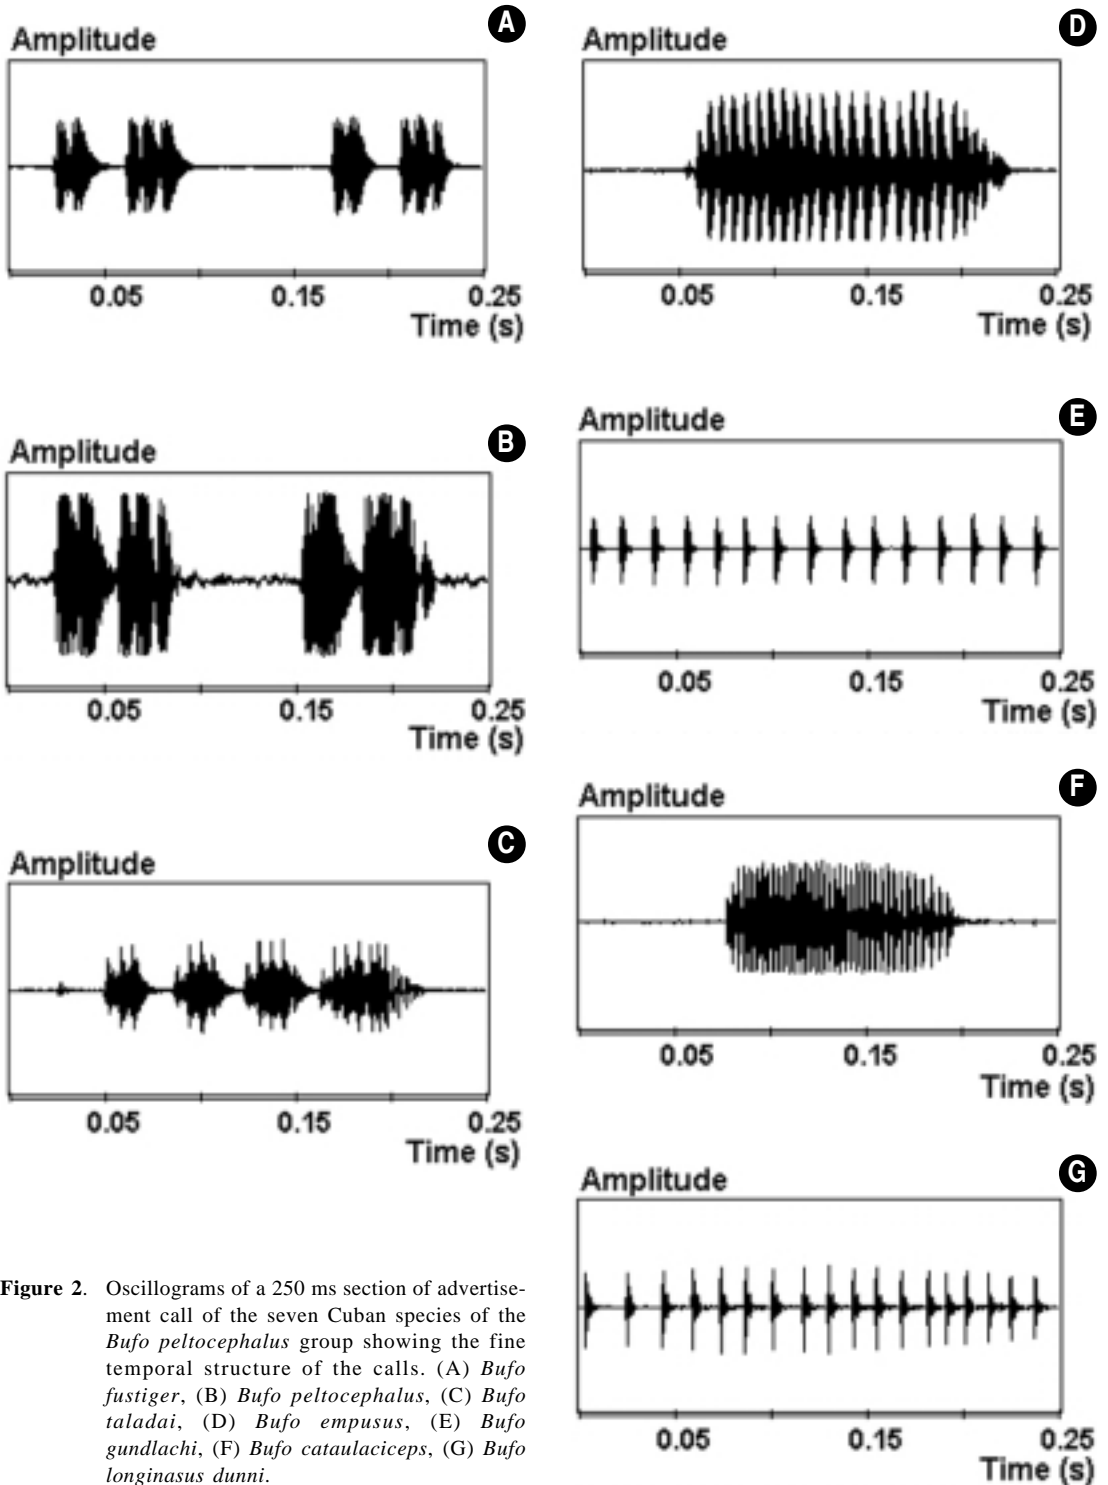 A
Amplitude
0.05 0.15 0.25
Time (s)
B
Amplitude
0.05 0.15 0.25
Time (s)
C
Amplitude
0.05 0.15 0.25
Time (s)
D
Amplitude
0.05 0.15 0.25
Time (s)
E
Amplitude
0.05 0.15 0.25
Time (s)
F
Amplitude
0.05 0.15 0.25
Time (s)
G
Amplitude
0.05 0.15 0.25
Time (s)
Figure 2. Oscillograms of a 250 ms section of advertise-
ment call of the seven Cuban species of the
Bufo peltocephalus group showing the fine
temporal structure of the calls. (A) Bufo
fustiger, (B) Bufo peltocephalus, (C) Bufo
taladai, (D) Bufo empusus, (E) Bufo
gundlachi, (F) Bufo cataulaciceps, (G) Bufo
longinasus dunni.